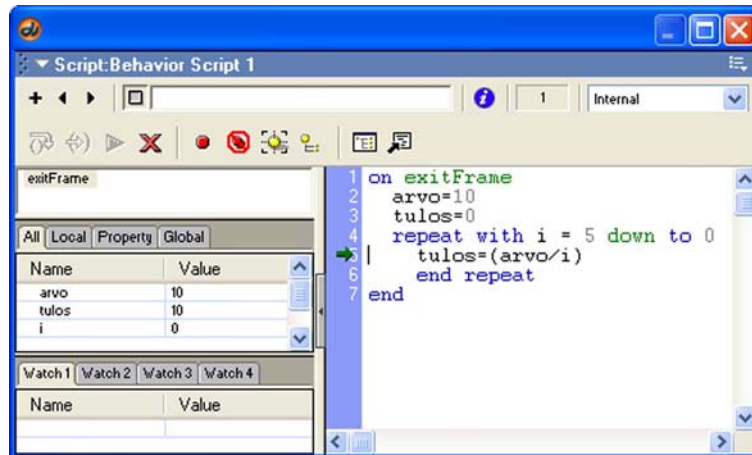 Script:Behavior Script 1
1 Internal
exitFrame
All Local Property Global
Name Value
arvo 10
tulos 10
i 0
Watch 1 Watch 2 Watch 3 Watch 4
Name Value
1 on exitFrame
2 arvo=10
3 tulos=0
4 repeat with i = 5 down to 0
5 tulos=(arvo/i)
6 end repeat
7 end